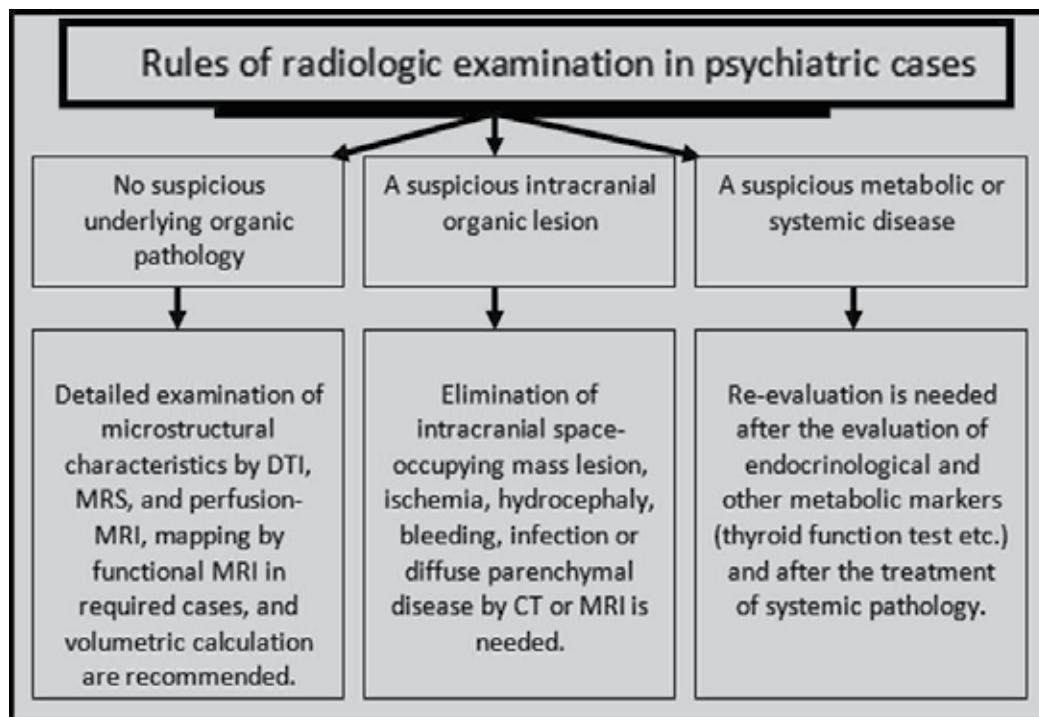 Rules of radiologic examination in psychiatric cases
No suspicious
underlying organic
pathology
A suspicious intracranial
organic lesion
A suspicious metabolic or
systemic disease
Detailed examination of
microstructural
characteristics by DTI,
MRS, and perfusion-
MRI, mapping by
functional MRI in
required cases, and
volumetric calculation
are recommended.
Elimination of
intracranial space-
occupying mass lesion,
ischemia, hydrocephaly,
bleeding, infection or
diffuse parenchymal
disease by CT or MRI is
needed.
Re-evaluation is needed
after the evaluation of
endocrinological and
other metabolic markers
(thyroid function test etc.)
and after the treatment
of systemic pathology.